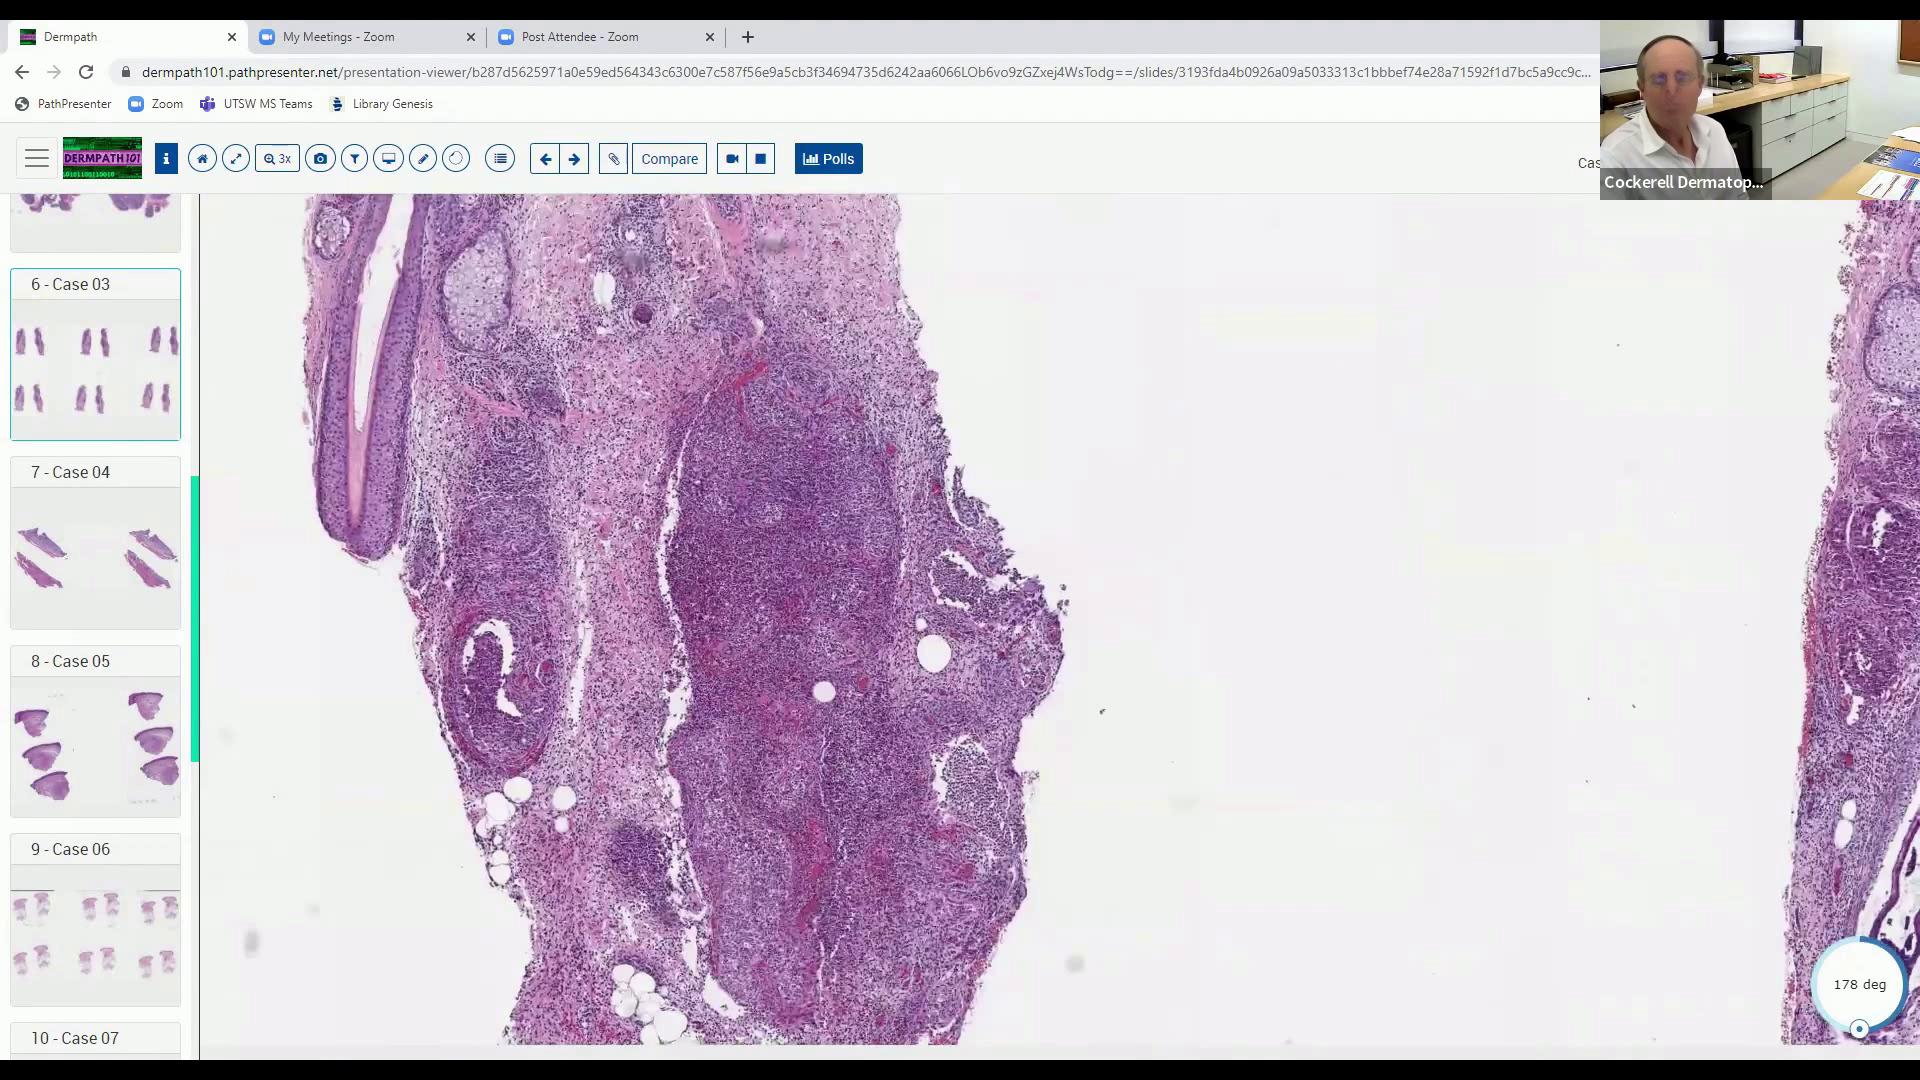 Dermpath
My Meetings - Zoom
Post Attendee - Zoom
dermpath101.pathpresenter.net/presentation-viewer/b287d5625971a0e59ed564343c6300e7c587f56e9a5cb3f34694735d6242aa6066LOb6vo9zGZxej4WsTodg==/slides/3193fda4b0926a09a5033313c1bbbef74e28a71592f1d7bc5a9cc9c...
PathPresenter
Zoom
UTSW MS Teams
Library Genesis
DERMPATH 101
3x
Compare
Polls
Cas
Cockerell Dermatop...
6 - Case 03
7 - Case 04
8 - Case 05
9 - Case 06
10 - Case 07
178 deg